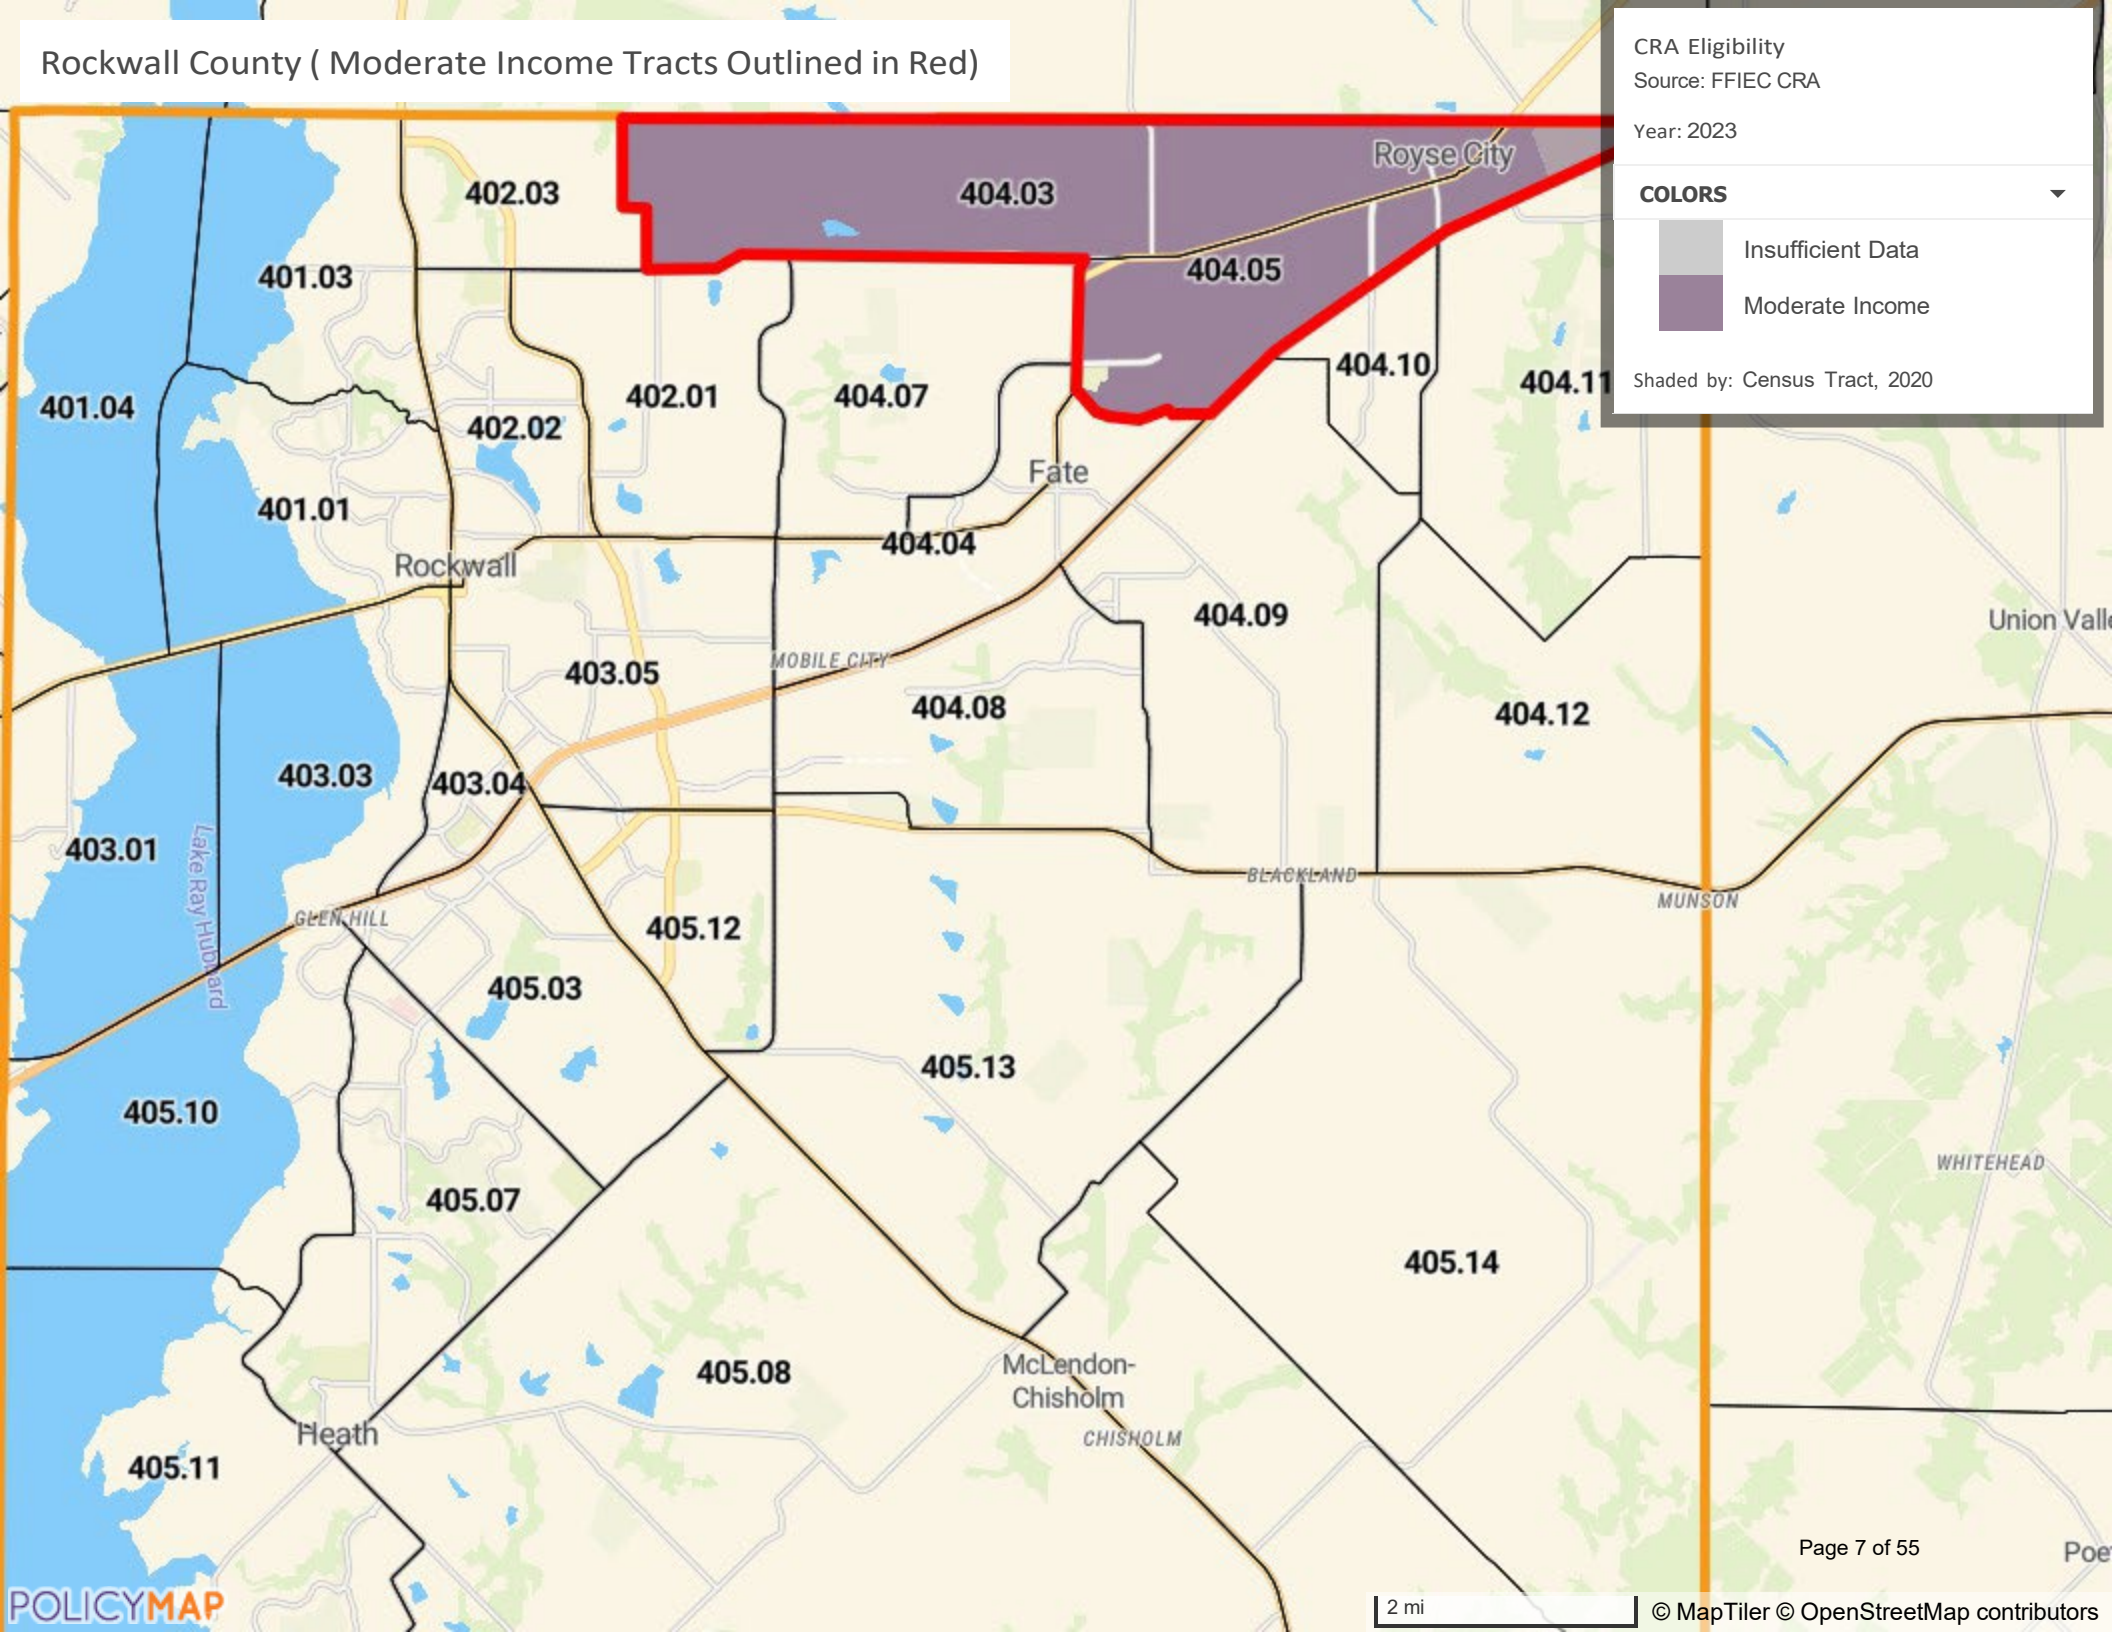 Rockwall County ( Moderate Income Tracts Outlined in Red)
CRA Eligibility
Source: FFIEC CRA
Year: 2023
COLORS
Insufficient Data
Moderate Income
Shaded by: Census Tract, 2020
Royse City
402.03
404.03
401.03
404.05
404.10
404.11
401.04
402.01
404.07
402.02
Fate
401.01
404.04
Rockwall
404.09
Union Valle
MOBILE CITY
403.05
404.08
404.12
403.03
403.04
403.01
Lake Ray Hubbard
BLACKLAND
MUNSON
GLEN HILL
405.12
405.03
405.13
405.10
WHITEHEAD
405.07
405.14
405.08
McLendon-
Chisholm
Heath
CHISHOLM
405.11
Page 7 of 55
Poe
POLICYMAP
2 mi
© MapTiler © OpenStreetMap contributors